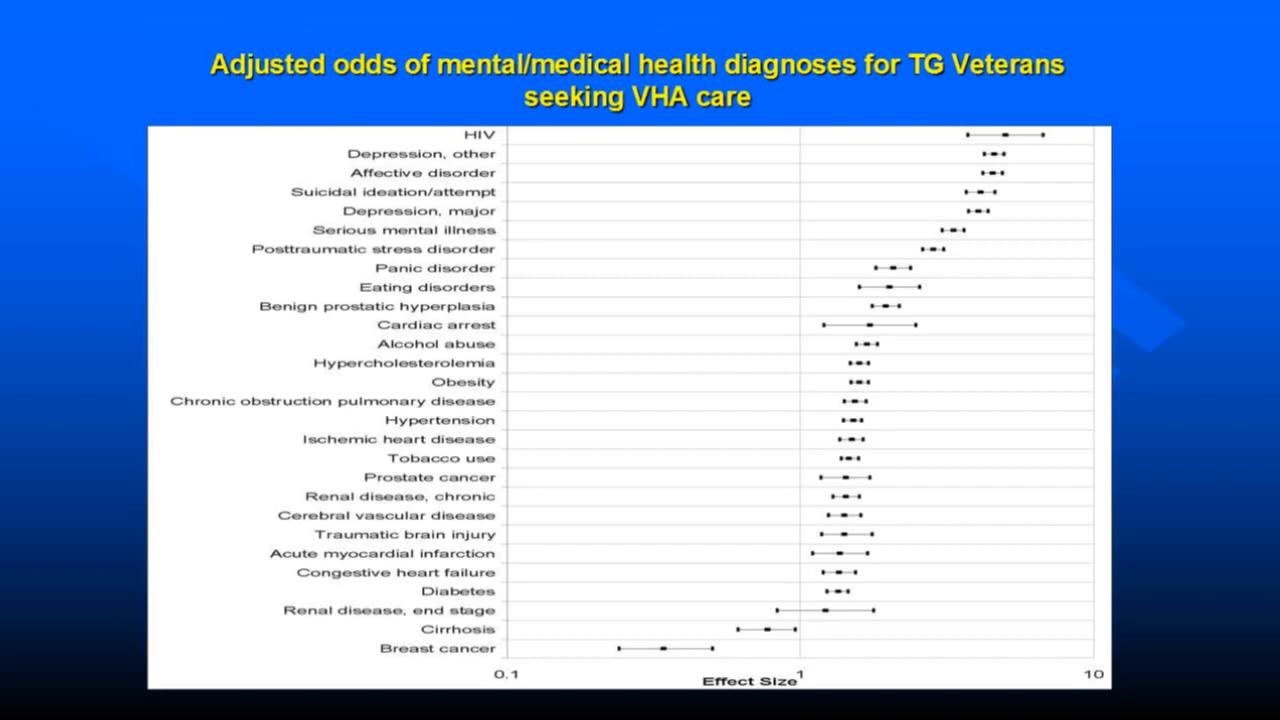 Adjusted odds of mental/medical health diagnoses for TG Veterans
seeking VHA care
HIV
Depression, other
Affective disorder
Suicidal ideation/attempt
Depression, major
Serious mental illness
Posttraumatic stress disorder
Panic disorder
Eating disorders
Benign prostatic hyperplasia
Cardiac arrest
Alcohol abuse
Hypercholesterolemia
Obesity
Chronic obstruction pulmonary disease
Hypertension
Ischemic heart disease
Tobacco use
Prostate cancer
Renal disease, chronic
Cerebral vascular disease
Traumatic brain injury
Acute myocardial infarction
Congestive heart failure
Diabetes
Renal disease, end stage
Cirrhosis
Breast cancer
0.1 1 10
Effect Size